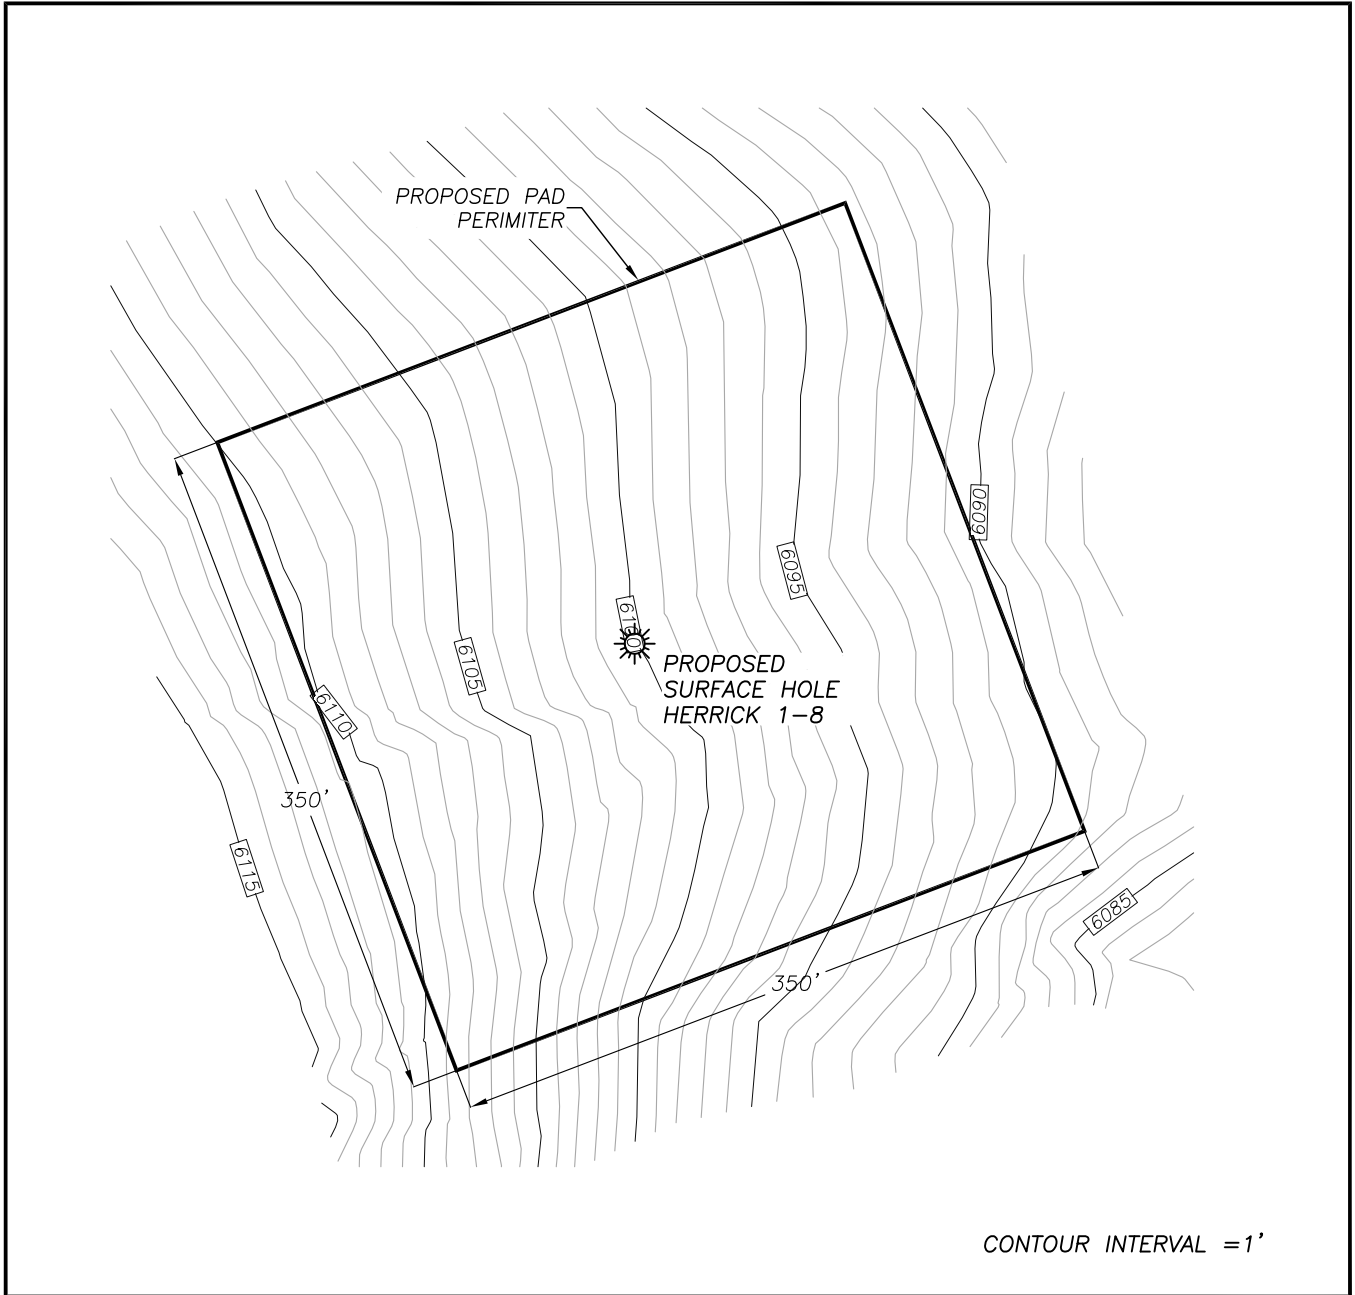 PROPOSED PAD
PERIMITER
6090
6095
6100
PROPOSED
SURFACE HOLE
HERRICK 1-8
6105
6110
350'
6115
6085
350'
CONTOUR INTERVAL =1'